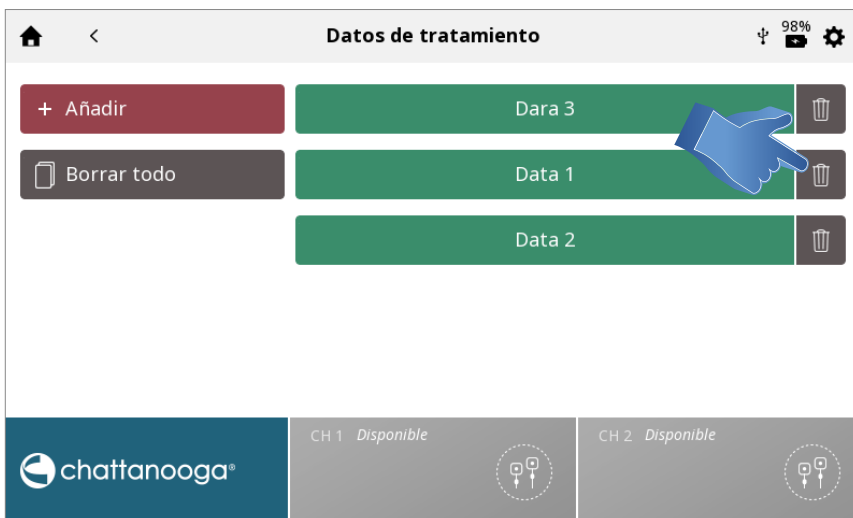 Datos de tratamiento
98%
+ Añadir
Dara 3
Borrar todo
Data 1
Data 2
CH 1 Disponible
CH 2 Disponible
chattanooga®